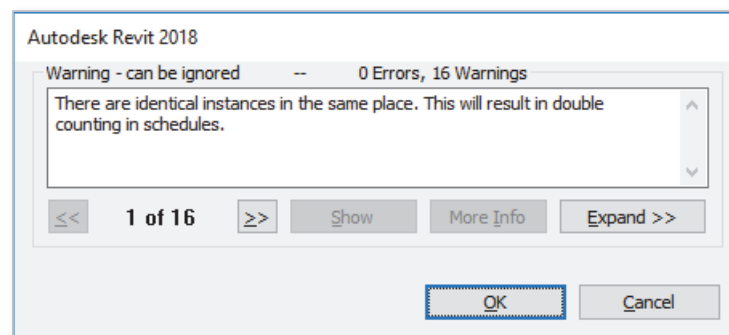 Autodesk Revit 2018
Warning - can be ignored -- 0 Errors, 16 Warnings
There are identical instances in the same place. This will result in double
counting in schedules.
<< 1 of 16 >> Show More Info Expand >>
OK Cancel